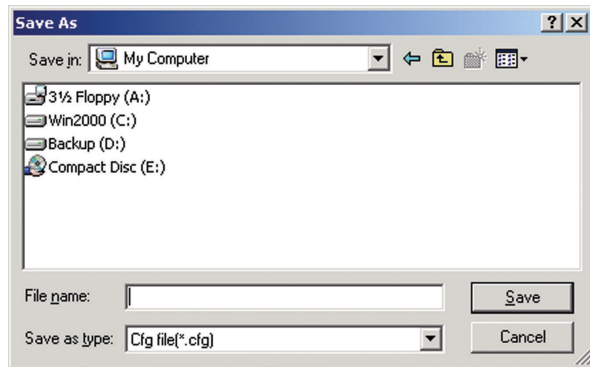 Save As
Save in: My Computer
3½ Floppy (A:)
Win2000 (C:)
Backup (D:)
Compact Disc (E:)
File name: Save
Save as type: Cfg file(*.cfg) Cancel